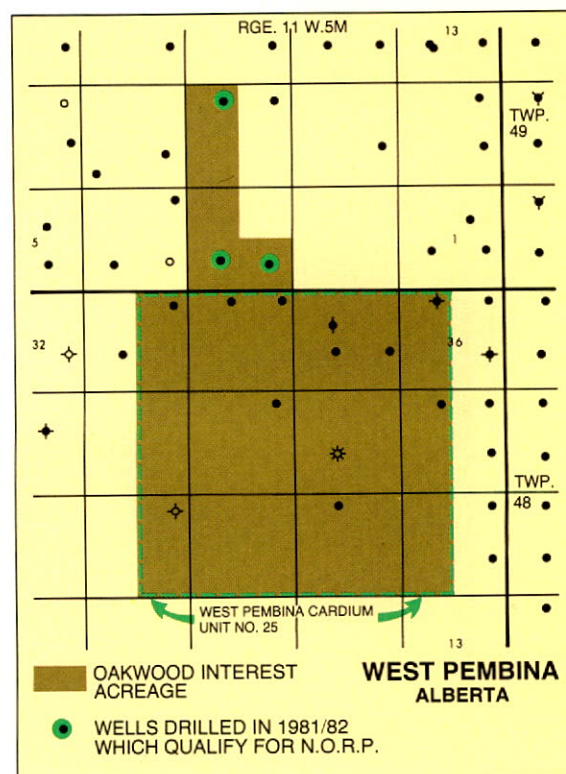 RGE. 11 W.5M
13
TWP.
49
5
1
32
36
TWP.
48
WEST PEMBINA CARDIUM
UNIT NO. 25
13
OAKWOOD INTEREST
ACREAGE
WEST PEMBINA
ALBERTA
WELLS DRILLED IN 1981/82
WHICH QUALIFY FOR N.O.R.P.